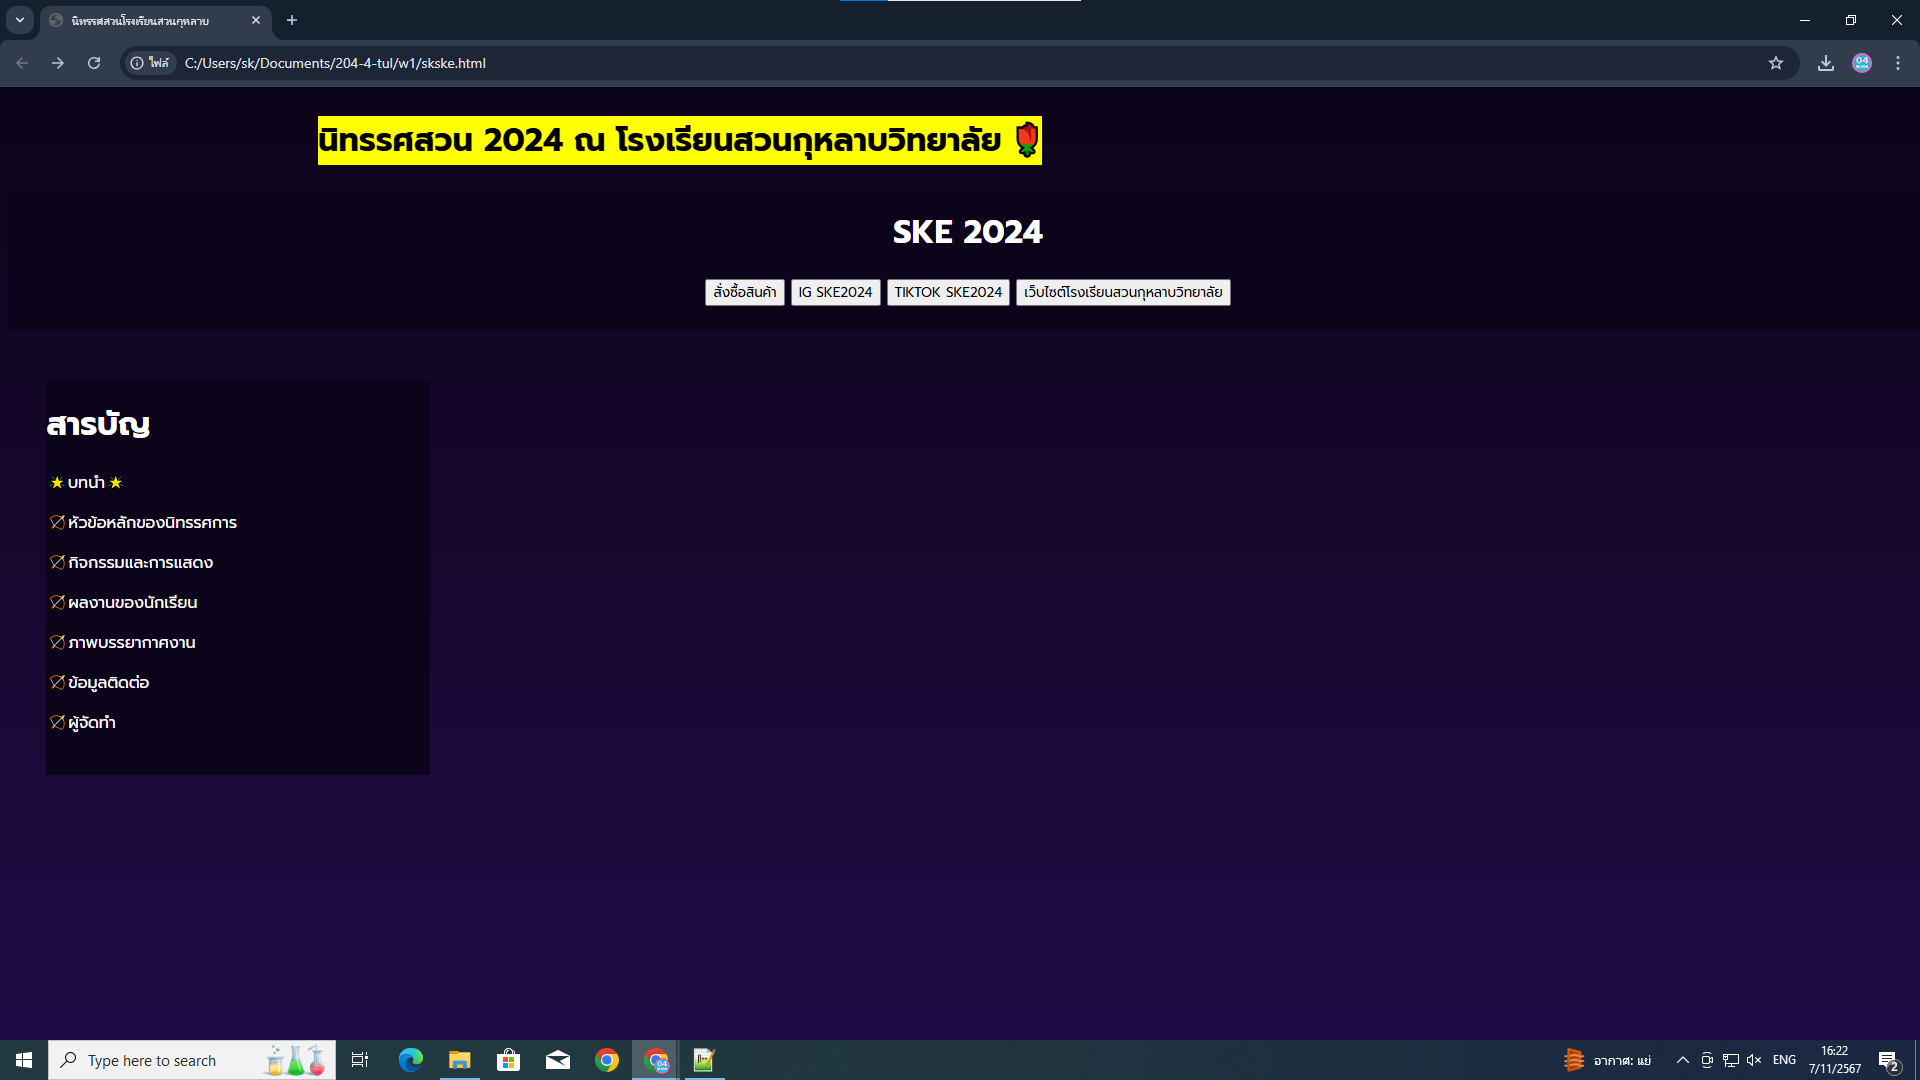 นิทรรศสวนโรงเรียนสวนกุหลาบ
ไฟล์
C:/Users/sk/Documents/204-4-tul/w1/skske.html
04
นิทรรศสวน 2024 ณ โรงเรียนสวนกุหลาบวิทยาลัย
SKE 2024
สั่งซื้อสินค้า IG SKE2024 TIKTOK SKE2024 เว็บไซต์โรงเรียนสวนกุหลาบวิทยาลัย
สารบัญ
บทนำ
หัวข้อหลักของนิทรรศการ
กิจกรรมและการแสดง
ผลงานของนักเรียน
ภาพบรรยากาศงาน
ข้อมูลติดต่อ
ผู้จัดทำ
Type here to search
อากาศ: แย่
ENG
16:22
7/11/2567
2